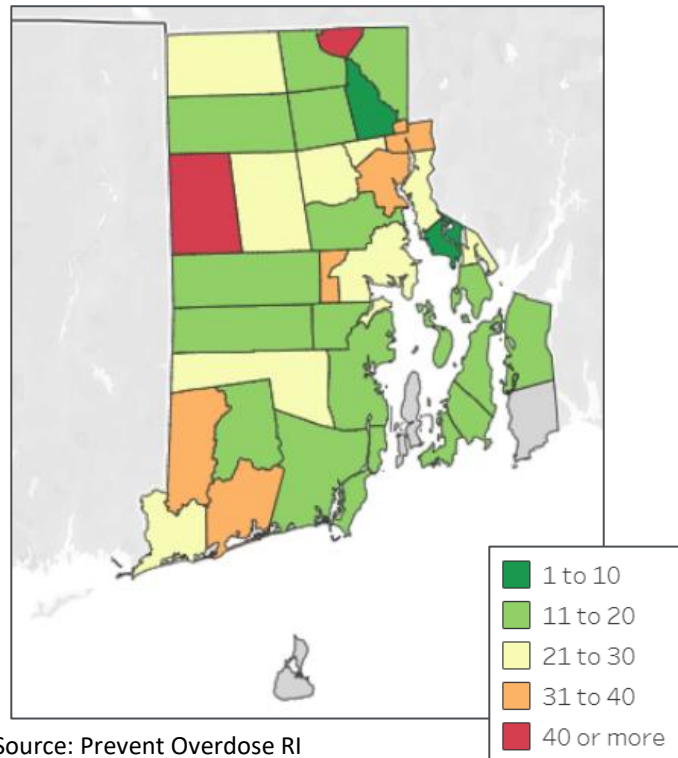 1 to 10
11 to 20
21 to 30
31 to 40
40 or more
Source: Prevent Overdose RI